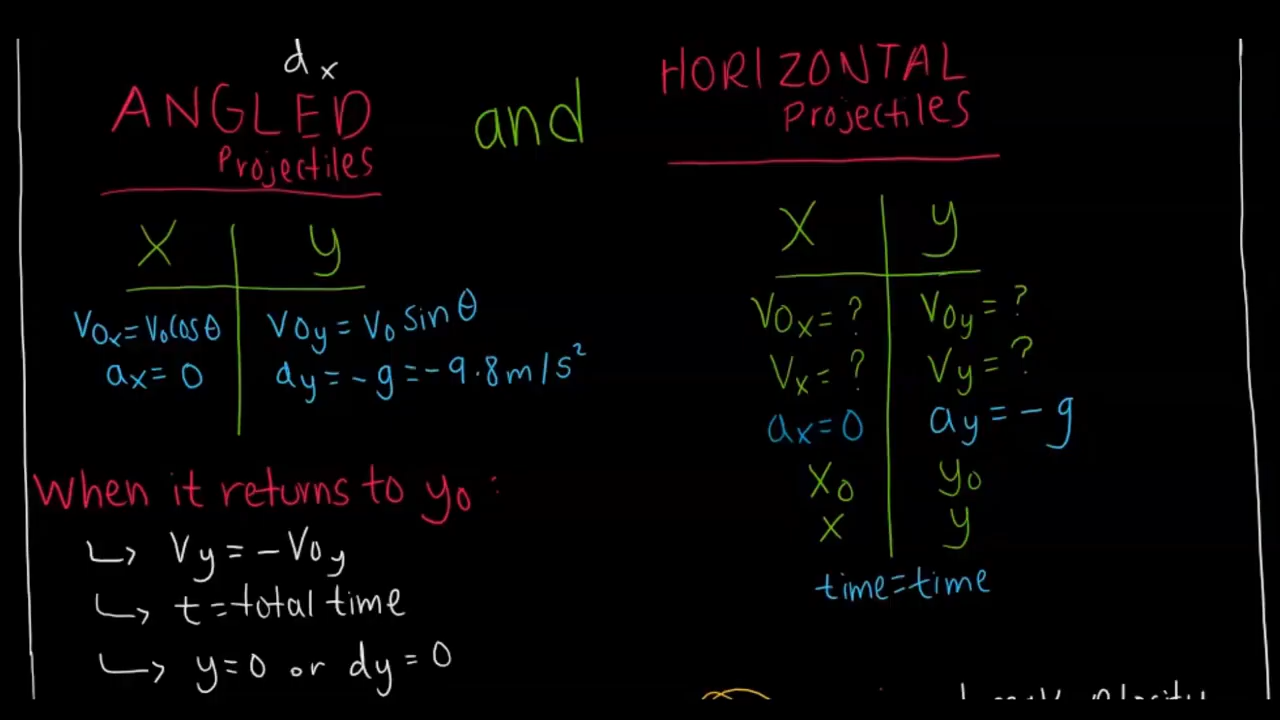 dx
ANGLED
Projectiles
and
HORIZONTAL
Projectiles
X y
Vox = Vo cos θ Voy = Vo sin θ
ax = 0 ay = -g = -9.8m/s²
When it returns to yo :
↳ Vy = -Voy
↳ t = total time
↳ y = 0 or dy = 0
X y
Vox = ? Voy = ?
Vx = ? Vy = ?
ax = 0 ay = -g
Xo yo
x y
time = time